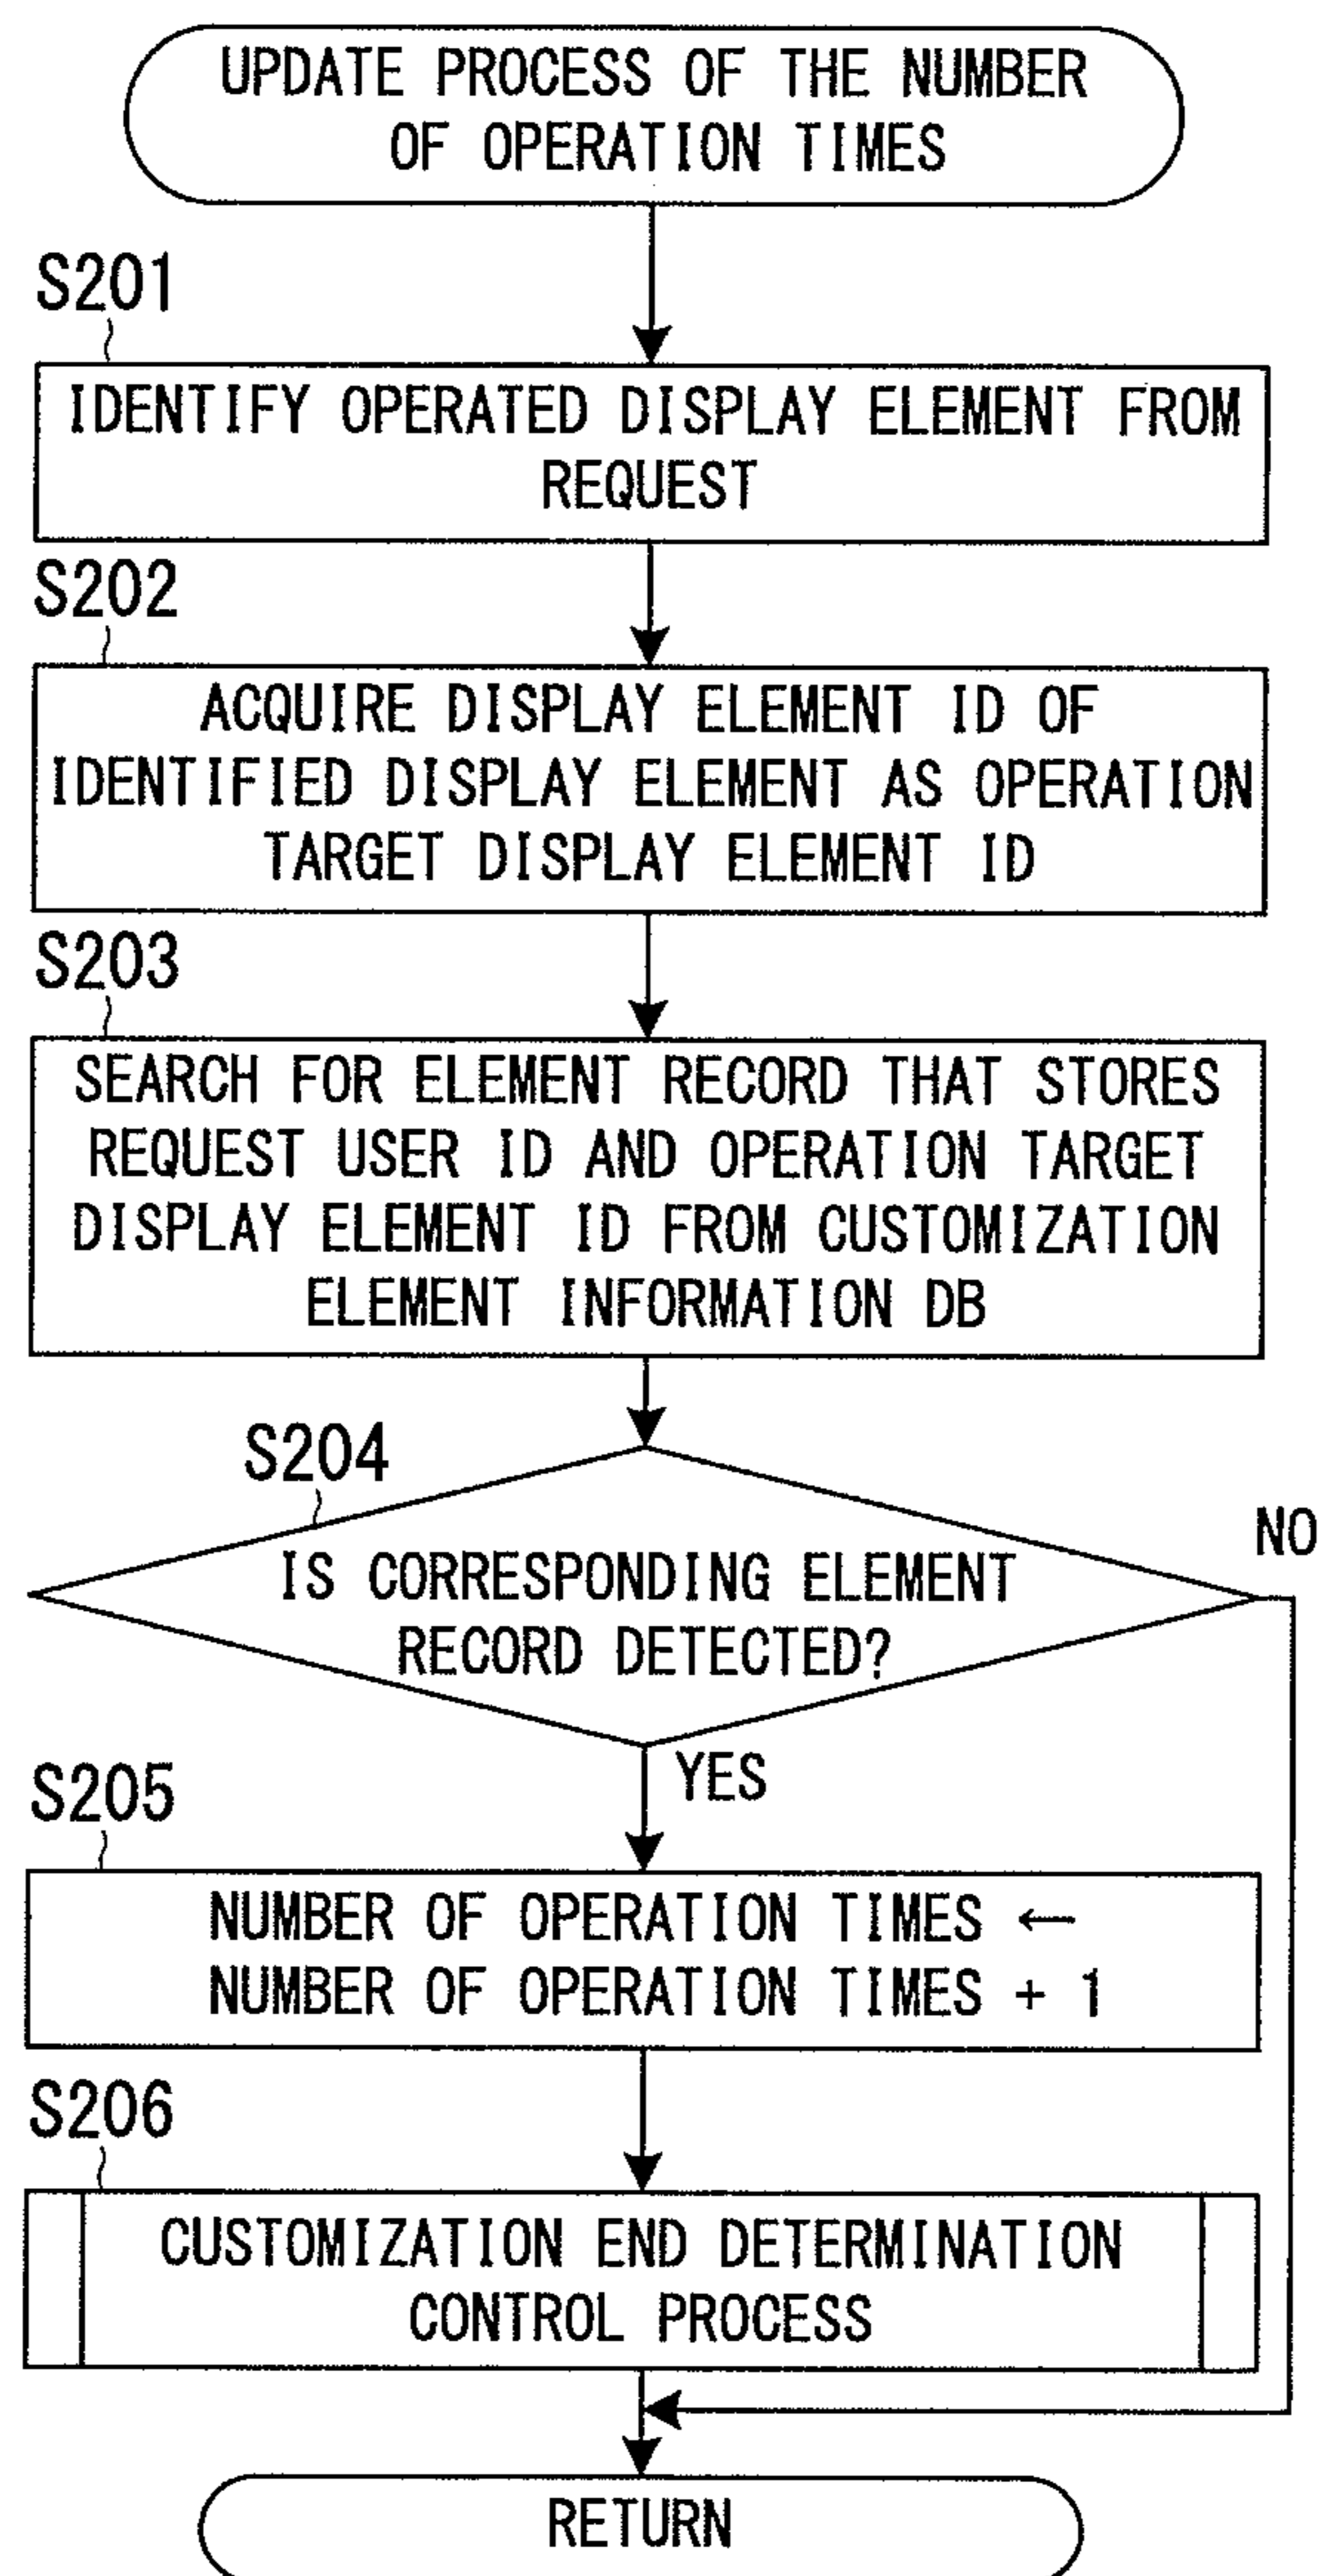 UPDATE PROCESS OF THE NUMBER
OF OPERATION TIMES
S201
IDENTIFY OPERATED DISPLAY ELEMENT FROM
REQUEST
S202
ACQUIRE DISPLAY ELEMENT ID OF
IDENTIFIED DISPLAY ELEMENT AS OPERATION
TARGET DISPLAY ELEMENT ID
S203
SEARCH FOR ELEMENT RECORD THAT STORES
REQUEST USER ID AND OPERATION TARGET
DISPLAY ELEMENT ID FROM CUSTOMIZATION
ELEMENT INFORMATION DB
S204
NO
IS CORRESPONDING ELEMENT
RECORD DETECTED?
YES
S205
NUMBER OF OPERATION TIMES ←
NUMBER OF OPERATION TIMES + 1
S206
CUSTOMIZATION END DETERMINATION
CONTROL PROCESS
RETURN